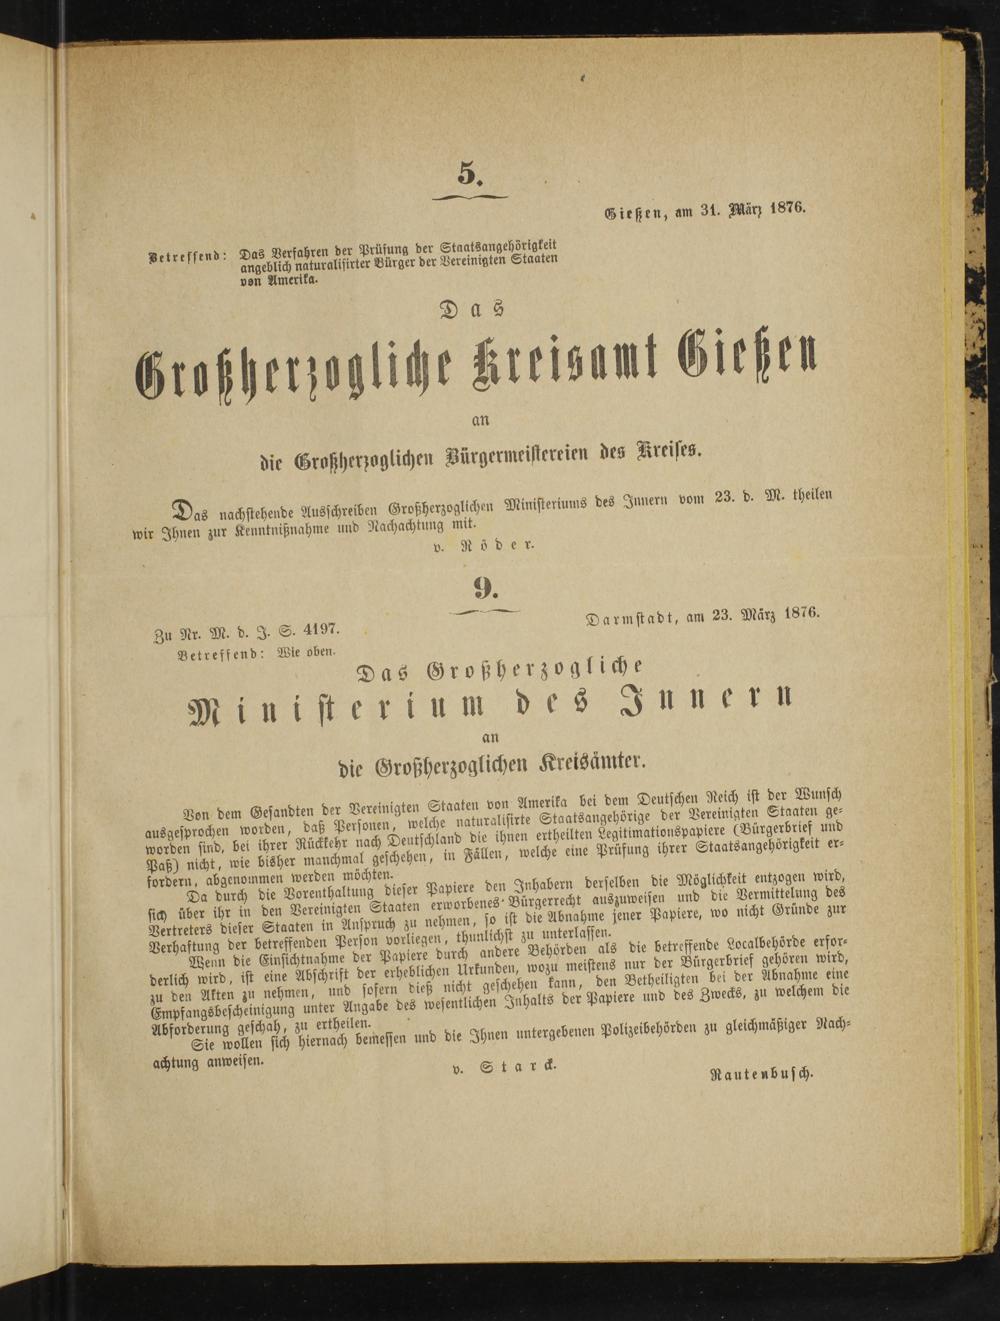 5.
Gießen, am 31. März 1876.
Betreffend: Das Verfahren der Prüfung der Staatsangehörigkeit
angeblich naturalisirter Bürger der Vereinigten Staaten
von Amerika.
Das
Großherzogliche Kreisamt Gießen
an
die Großherzoglichen Bürgermeistereien des Kreises.
Das nachstehende Ausschreiben Großherzoglichen Ministeriums des Innern vom 23. d. M. theilen
wir Ihnen zur Kenntnißnahme und Nachachtung mit.
v. Röder.
9.
Zu Nr. M. d. J. S. 4197.
Darmstadt, am 23. März 1876.
Betreffend: Wie oben.
Das Großherzogliche
Ministerium des Innern
an
die Großherzoglichen Kreisämter.
Von dem Gesandten der Vereinigten Staaten von Amerika bei dem Deutschen Reich ist der Wunsch
ausgesprochen worden, daß Personen, welche naturalisirte Staatsangehörige der Vereinigten Staaten ge-
worden sind, bei ihrer Rückkehr nach Deutschland die ihnen ertheilten Legitimationspapiere (Bürgerbrief und
Paß) nicht, wie bisher manchmal geschehen, in Fällen, welche eine Prüfung ihrer Staatsangehörigkeit er-
fordern, abgenommen werden möchten.
Da durch die Vorenthaltung dieser Papiere den Inhabern derselben die Möglichkeit entzogen wird,
sich über ihr in den Vereinigten Staaten erworbenes Bürgerrecht auszuweisen und die Vermittelung des
Vertreters dieser Staaten in Anspruch zu nehmen, so ist die Abnahme jener Papiere, wo nicht Gründe zur
Verhaftung der betreffenden Person vorliegen, thunlichst zu unterlassen.
Wenn die Einsichtnahme der Papiere durch andere Behörden als die betreffende Localbehörde erfor-
derlich wird, ist eine Abschrift der erheblichen Urkunden, wozu meistens nur der Bürgerbrief gehören wird,
zu den Akten zu nehmen, und sofern dieß nicht geschehen kann, den Betheiligten bei der Abnahme eine
Empfangsbescheinigung unter Angabe des wesentlichen Inhalts der Papiere und des Zwecks, zu welchem die
Abforderung geschah, zu ertheilen.
Sie wollen sich hiernach bemessen und die Ihnen untergebenen Polizeibehörden zu gleichmäßiger Nach-
achtung anweisen.
v. Starck.
Rautenbusch.